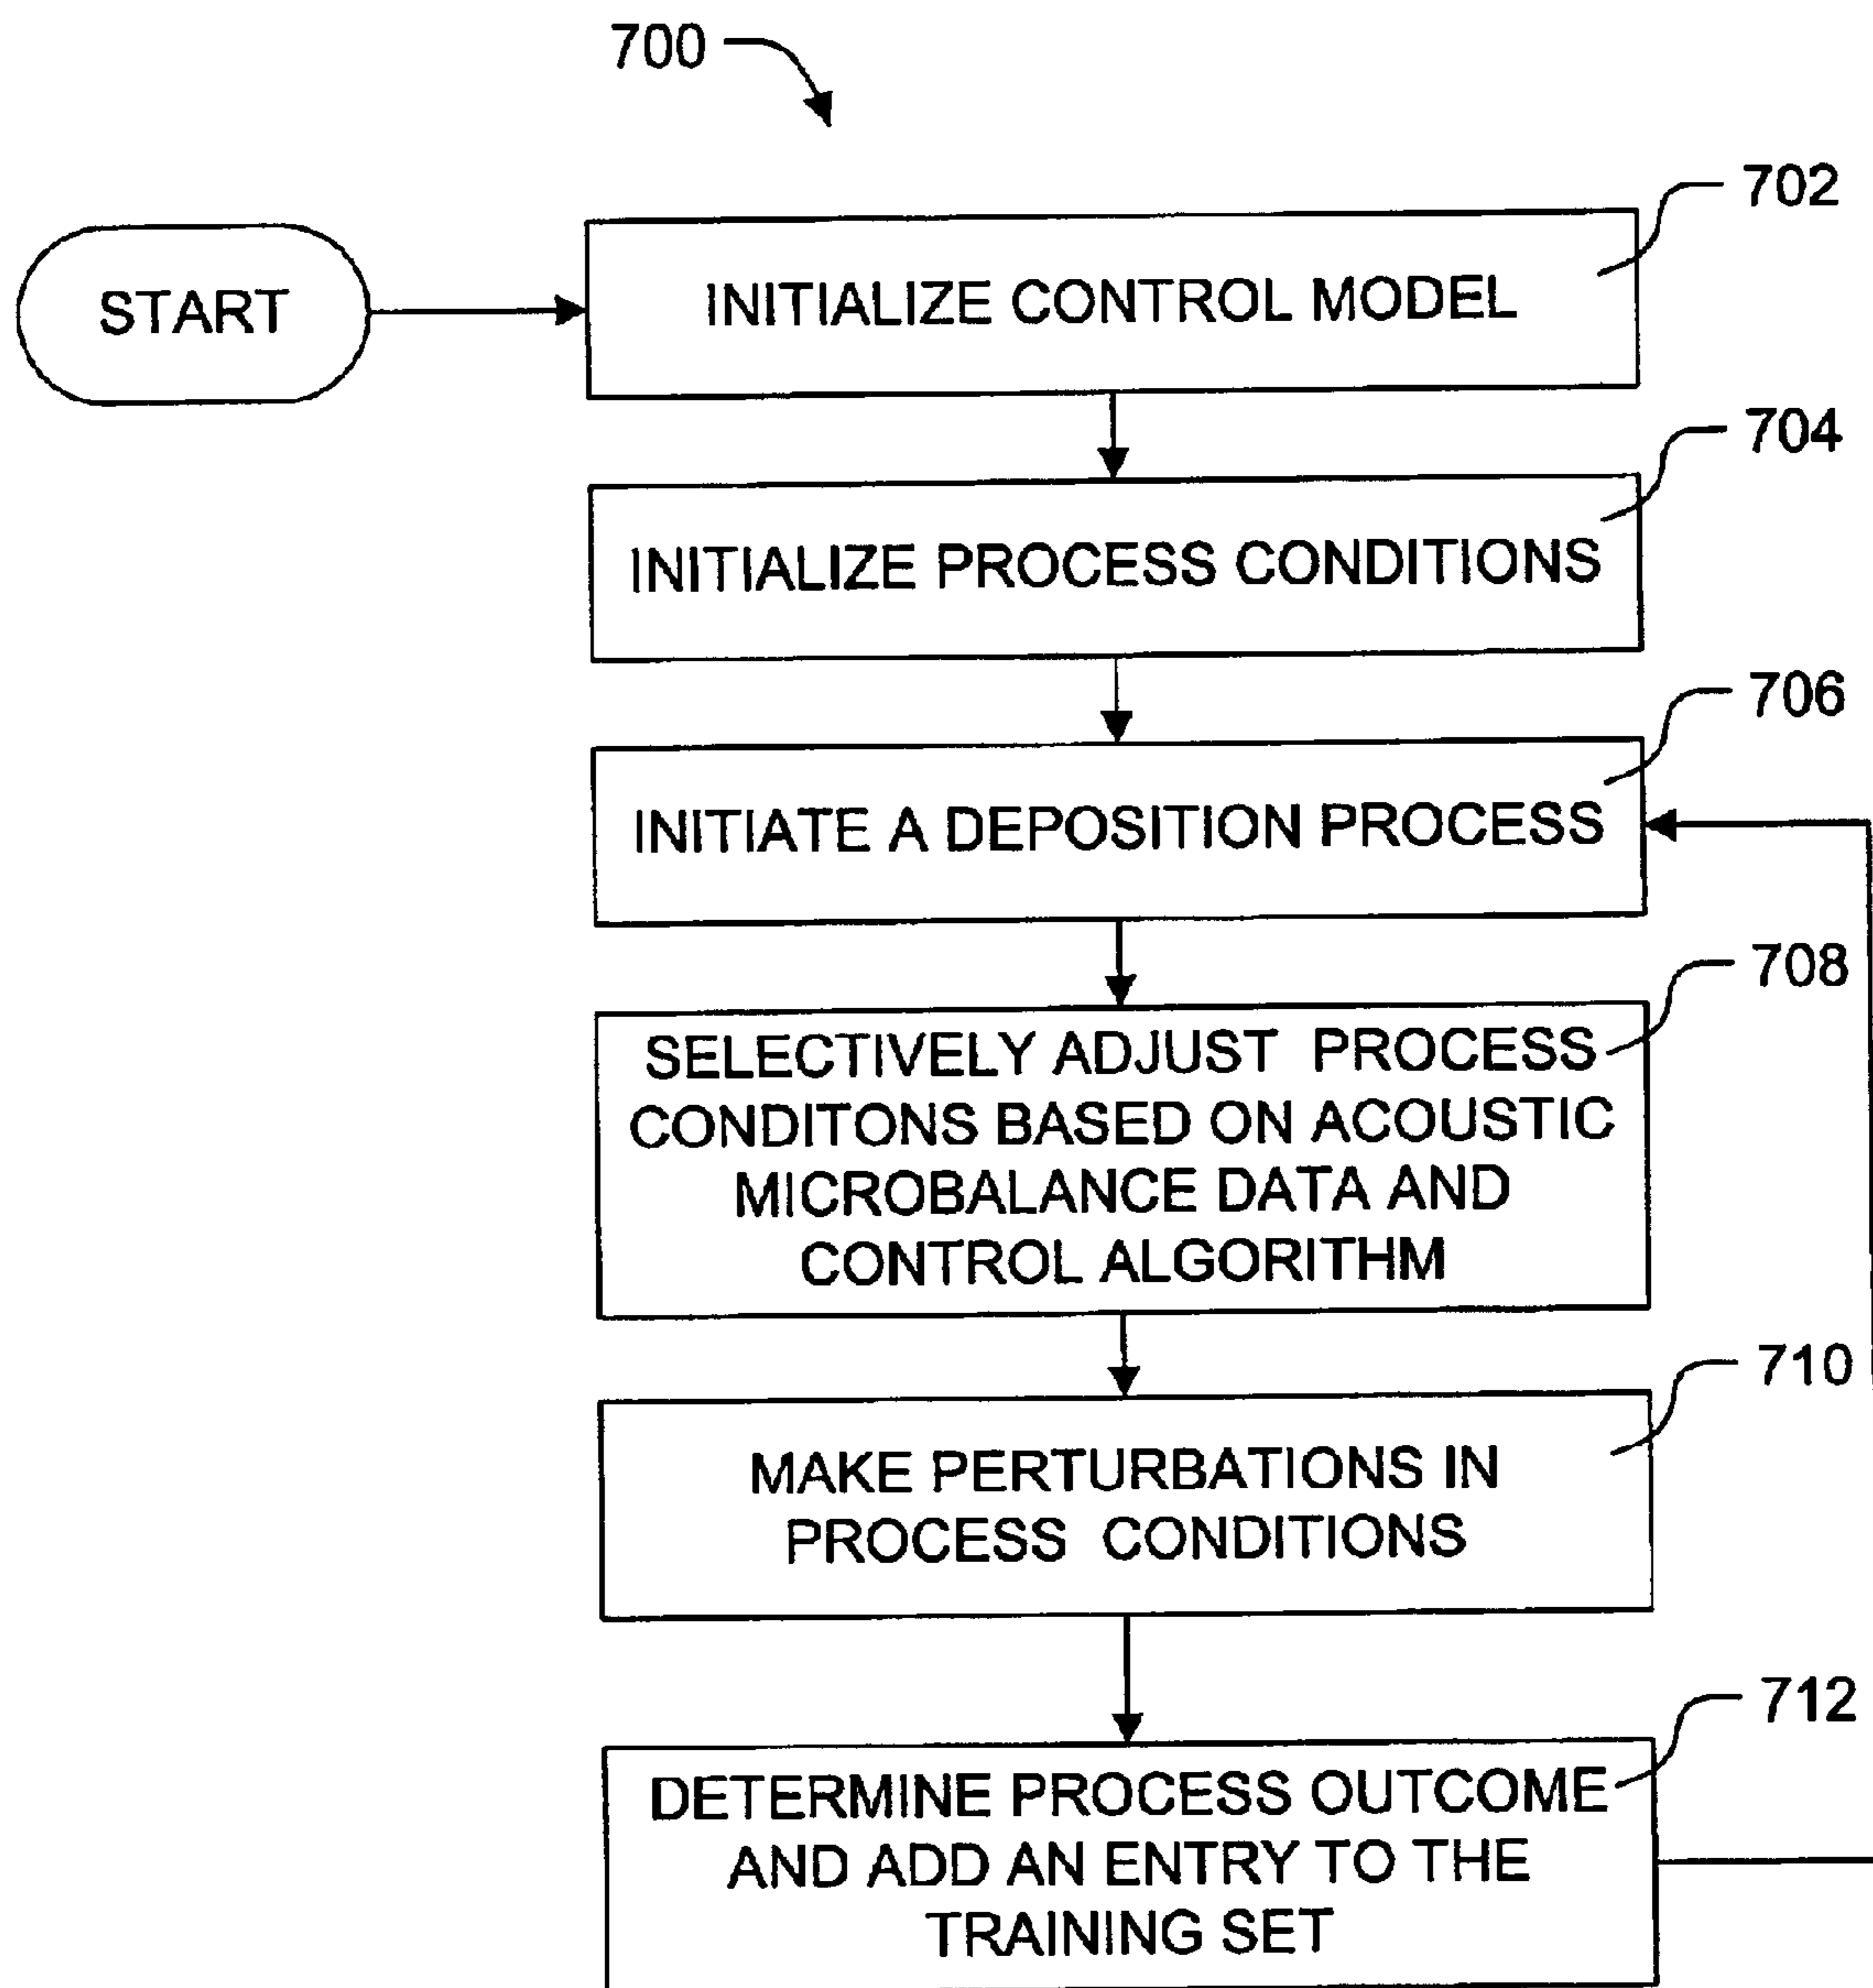 700
702
START
INITIALIZE CONTROL MODEL
704
INITIALIZE PROCESS CONDITIONS
706
INITIATE A DEPOSITION PROCESS
708
SELECTIVELY ADJUST PROCESS
CONDITONS BASED ON ACOUSTIC
MICROBALANCE DATA AND
CONTROL ALGORITHM
710
MAKE PERTURBATIONS IN
PROCESS CONDITIONS
712
DETERMINE PROCESS OUTCOME
AND ADD AN ENTRY TO THE
TRAINING SET